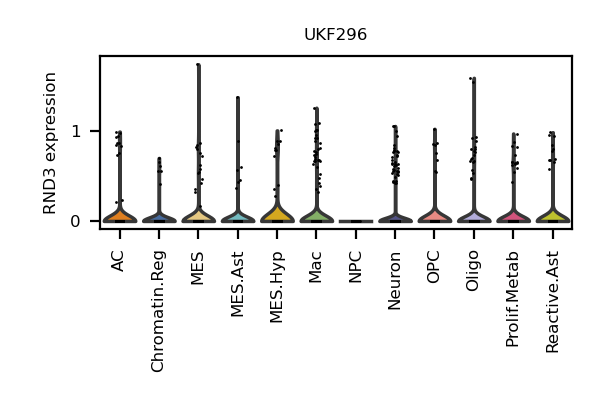 UKF296
RND3 expression
1
0
AC
Chromatin.Reg
MES
MES.Ast
MES.Hyp
Mac
NPC
Neuron
OPC
Oligo
Prolif.Metab
Reactive.Ast